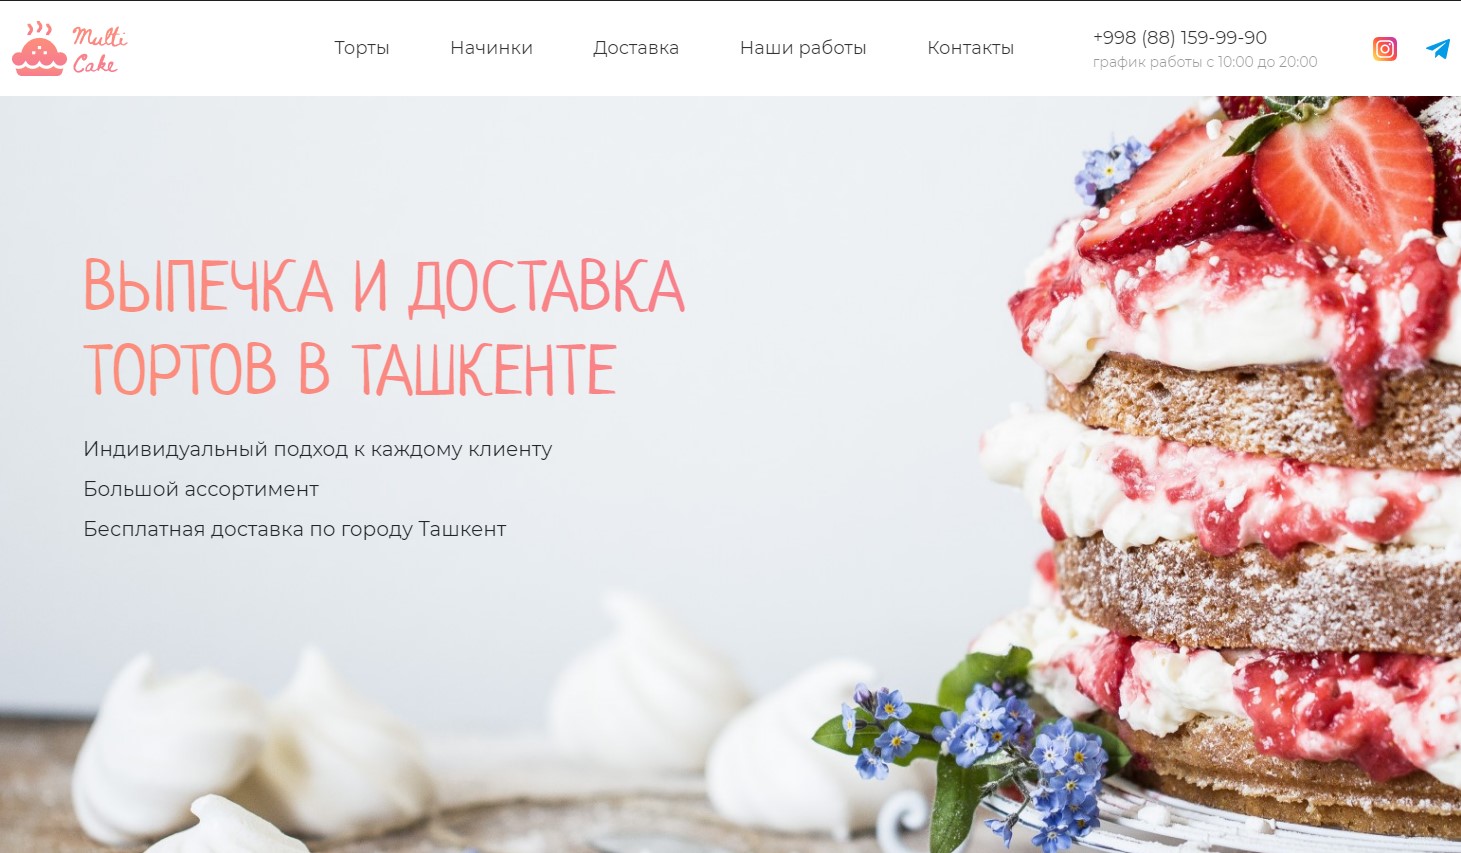 Multi
Cake
Торты
Начинки
Доставка
Наши работы
Контакты
+998 (88) 159-99-90
график работы с 10:00 до 20:00
ВЫПЕЧКА И ДОСТАВКА
ТОРТОВ В ТАШКЕНТЕ
Индивидуальный подход к каждому клиенту
Большой ассортимент
Бесплатная доставка по городу Ташкент